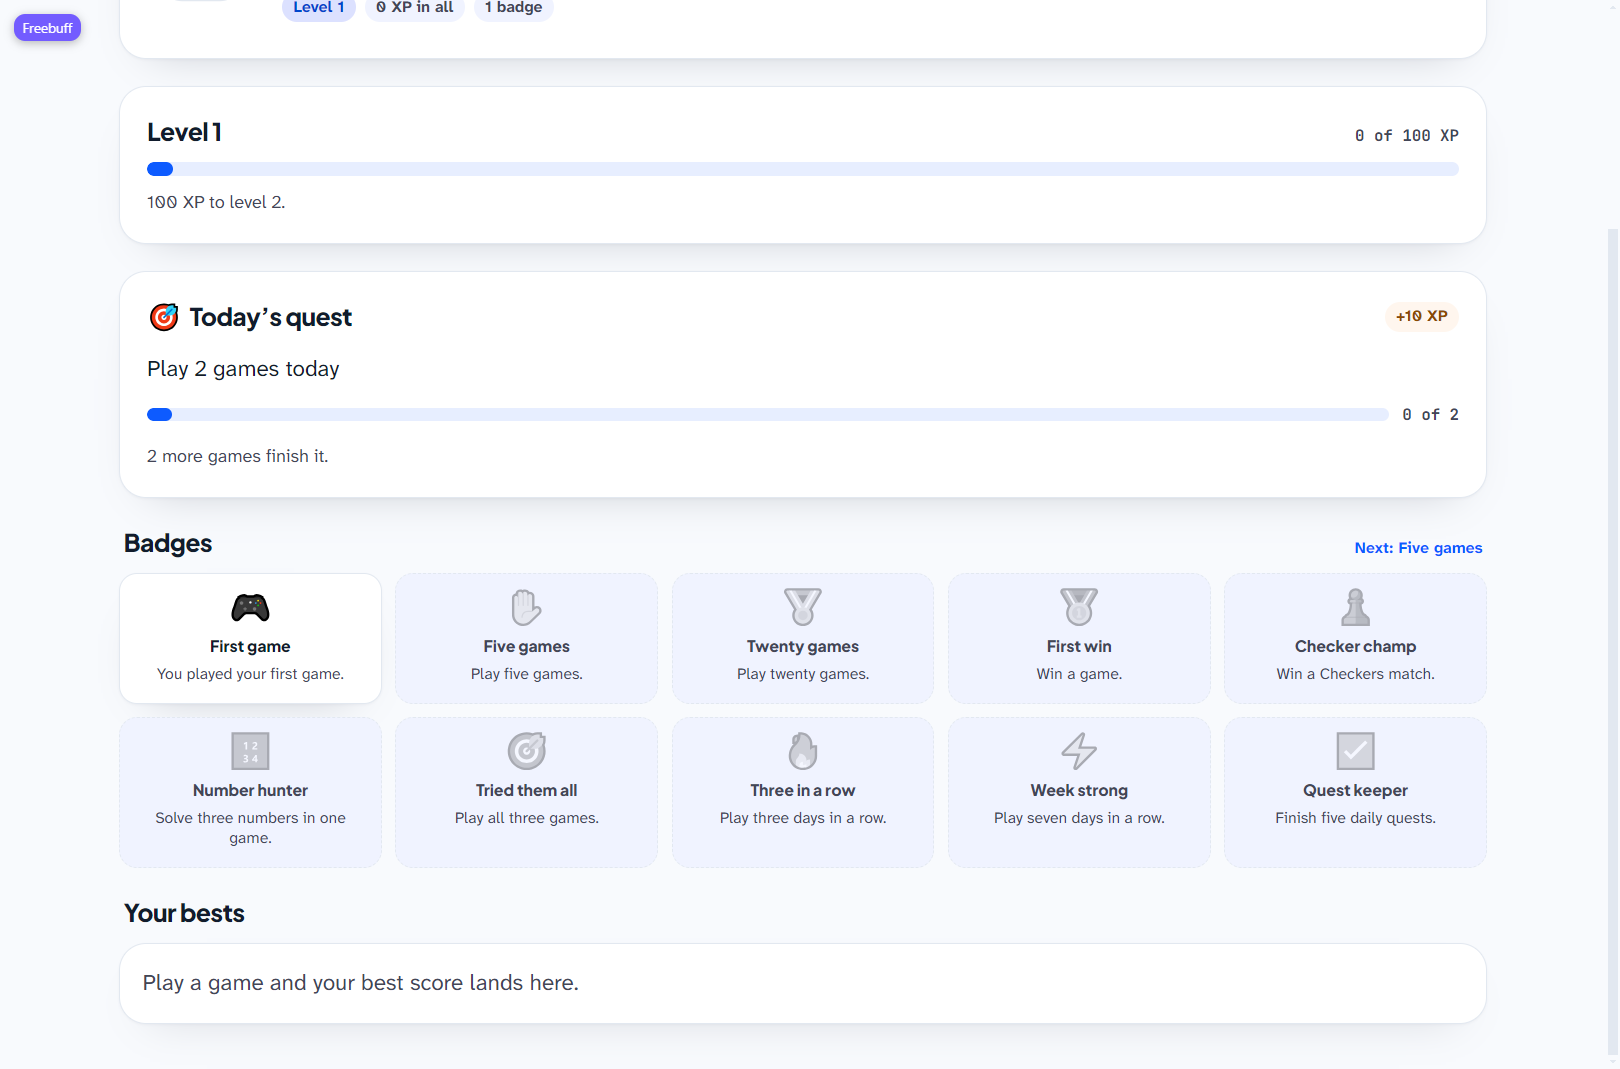 Freebuff
Level 1
0 XP in all
1 badge
Level 1
0 of 100 XP
100 XP to level 2.
Today’s quest
+10 XP
Play 2 games today
0 of 2
2 more games finish it.
Badges
Next: Five games
First game
You played your first game.
Five games
Play five games.
Twenty games
Play twenty games.
First win
Win a game.
Checker champ
Win a Checkers match.
1 2
3 4
Number hunter
Solve three numbers in one
game.
Tried them all
Play all three games.
Three in a row
Play three days in a row.
Week strong
Play seven days in a row.
Quest keeper
Finish five daily quests.
Your bests
Play a game and your best score lands here.